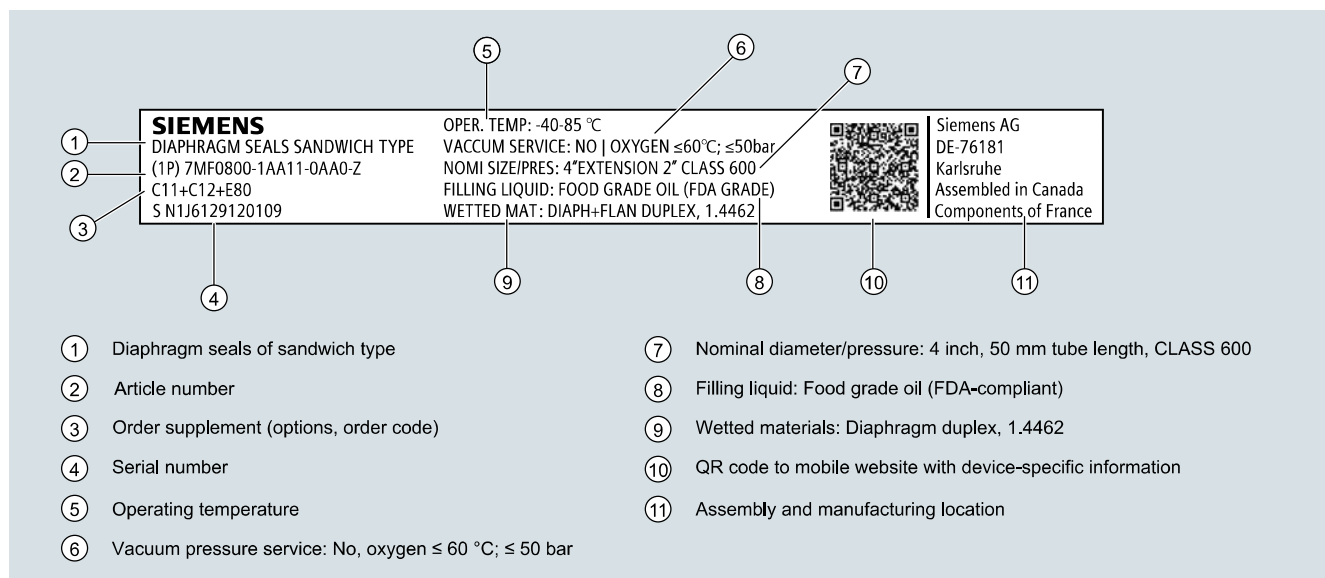 5
6
7
1
2
3
SIEMENS
DIAPHRAGM SEALS SANDWICH TYPE
(1P) 7MF0800-1AA11-0AA0-Z
C11+C12+E80
S N1J6129120109
OPER. TEMP: -40-85 °C
VACCUM SERVICE: NO | OXYGEN ≤60°C; ≤50bar
NOMI SIZE/PRES: 4"EXTENSION 2" CLASS 600
FILLING LIQUID: FOOD GRADE OIL (FDA GRADE)
WETTED MAT: DIAPH+FLAN DUPLEX, 1.4462
Siemens AG
DE-76181
Karlsruhe
Assembled in Canada
Components of France
4
9
8
10
11
1 Diaphragm seals of sandwich type
2 Article number
3 Order supplement (options, order code)
4 Serial number
5 Operating temperature
6 Vacuum pressure service: No, oxygen ≤ 60 °C; ≤ 50 bar
7 Nominal diameter/pressure: 4 inch, 50 mm tube length, CLASS 600
8 Filling liquid: Food grade oil (FDA-compliant)
9 Wetted materials: Diaphragm duplex, 1.4462
10 QR code to mobile website with device-specific information
11 Assembly and manufacturing location